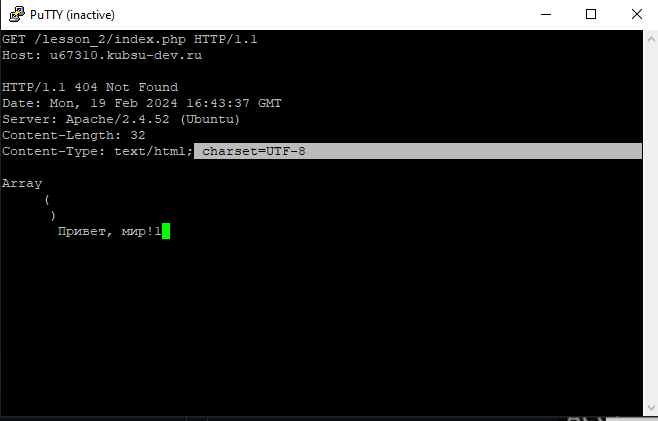 PuTTY (inactive)
GET /lesson_2/index.php HTTP/1.1
Host: u67310.kubsu-dev.ru
HTTP/1.1 404 Not Found
Date: Mon, 19 Feb 2024 16:43:37 GMT
Server: Apache/2.4.52 (Ubuntu)
Content-Length: 32
Content-Type: text/html; charset=UTF-8
Array
(
)
Привет, мир!1